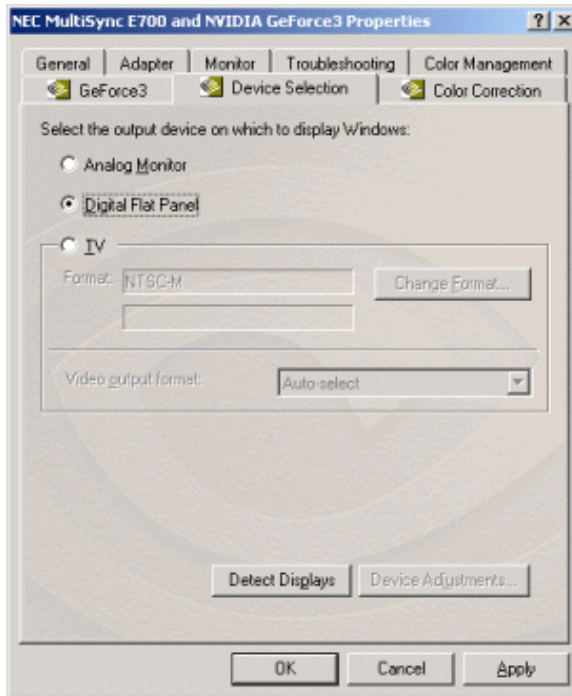 NEC MultiSync E700 and NVIDIA GeForce3 Properties
General Adapter Monitor Troubleshooting Color Management
GeForce3 Device Selection Color Correction
Select the output device on which to display Windows:
Analog Monitor
Digital Flat Panel
TV
Format: NTSC-M Change Format...
Video output format: Auto-select
Detect Displays Device Adjustments...
OK Cancel Apply